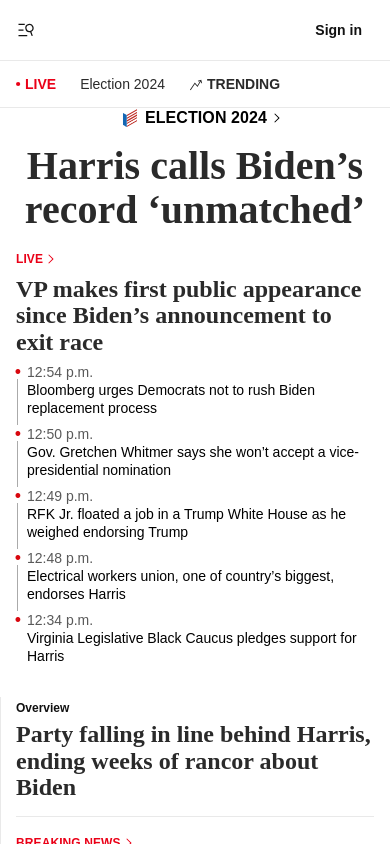 Sign in
LIVE
Election 2024
TRENDING
ELECTION 2024
Harris calls Biden’s
record ‘unmatched’
LIVE
VP makes first public appearance
since Biden’s announcement to
exit race
12:54 p.m.
Bloomberg urges Democrats not to rush Biden
replacement process
12:50 p.m.
Gov. Gretchen Whitmer says she won’t accept a vice-
presidential nomination
12:49 p.m.
RFK Jr. floated a job in a Trump White House as he
weighed endorsing Trump
12:48 p.m.
Electrical workers union, one of country’s biggest,
endorses Harris
12:34 p.m.
Virginia Legislative Black Caucus pledges support for
Harris
Overview
Party falling in line behind Harris,
ending weeks of rancor about
Biden
BREAKING NEWS